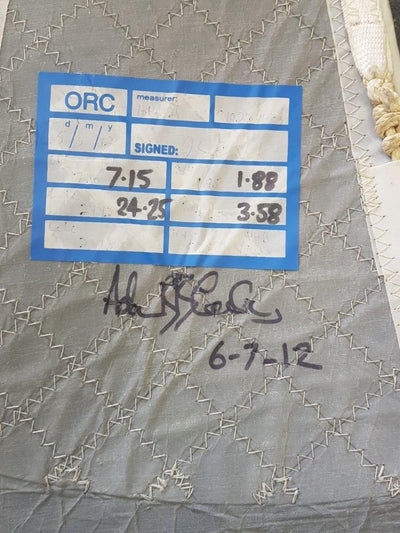 ORC measurer:
d / m / y
SIGNED:
7.15 1.88
24.25 3.58
6-7-12